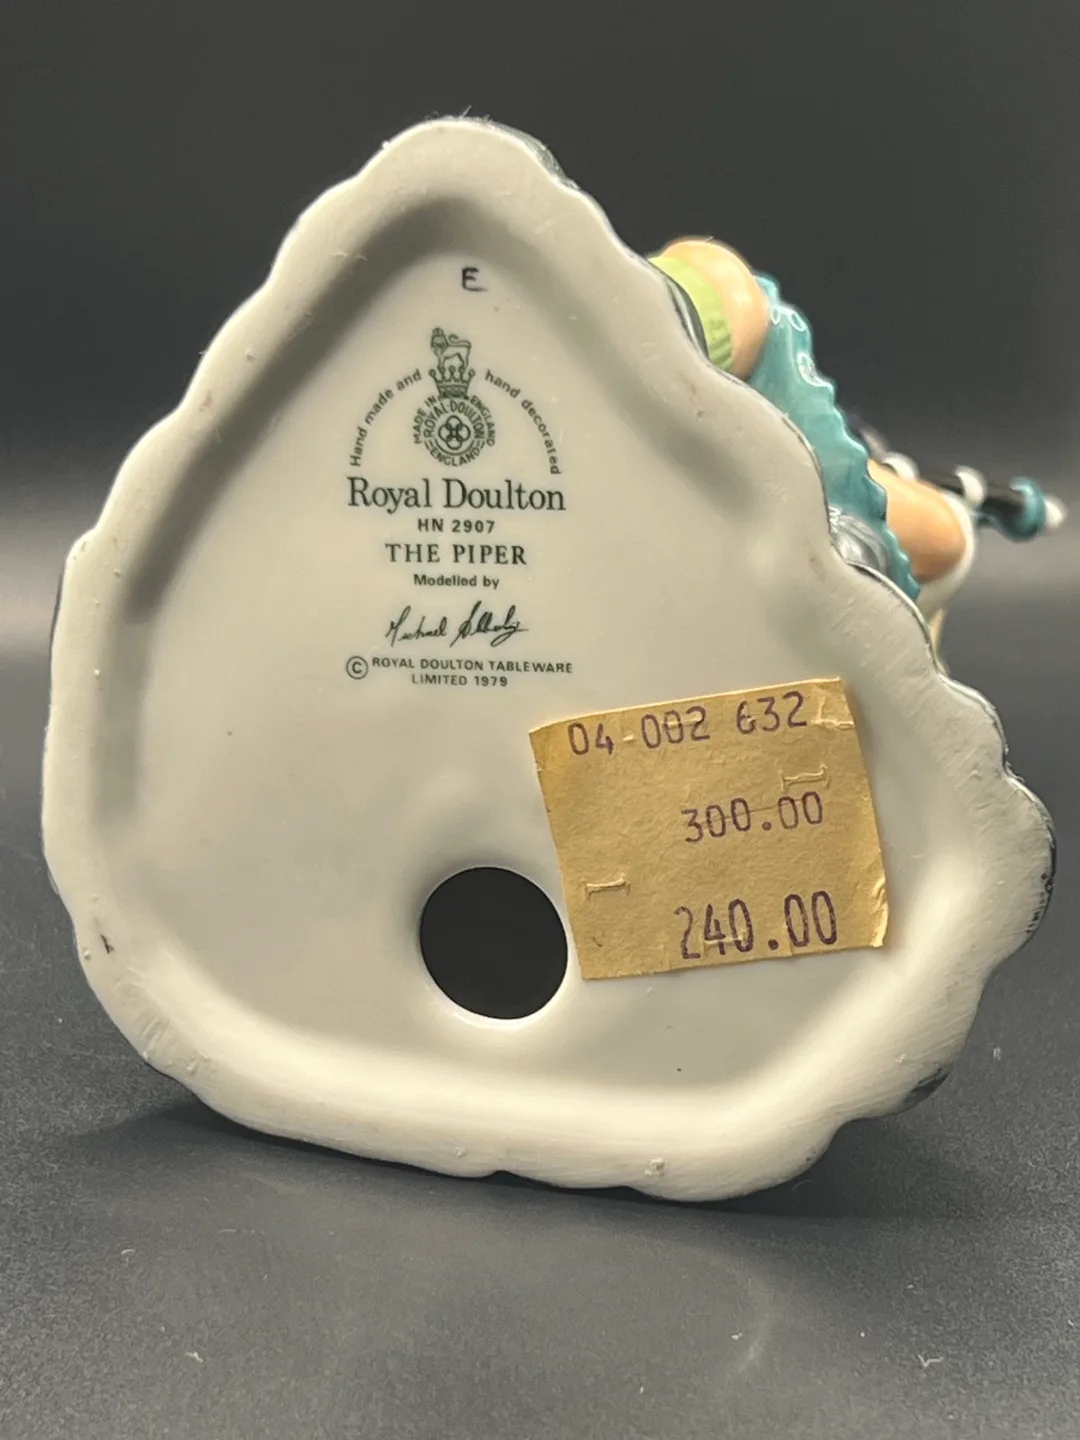 E
Hand made and hand decorated
MADE IN ENGLAND
ROYAL DOULTON
ENGLAND
Royal Doulton
HN 2907
THE PIPER
Modelled by
Michael
© ROYAL DOULTON TABLEWARE
LIMITED 1979
04 002 632
300.00
240.00